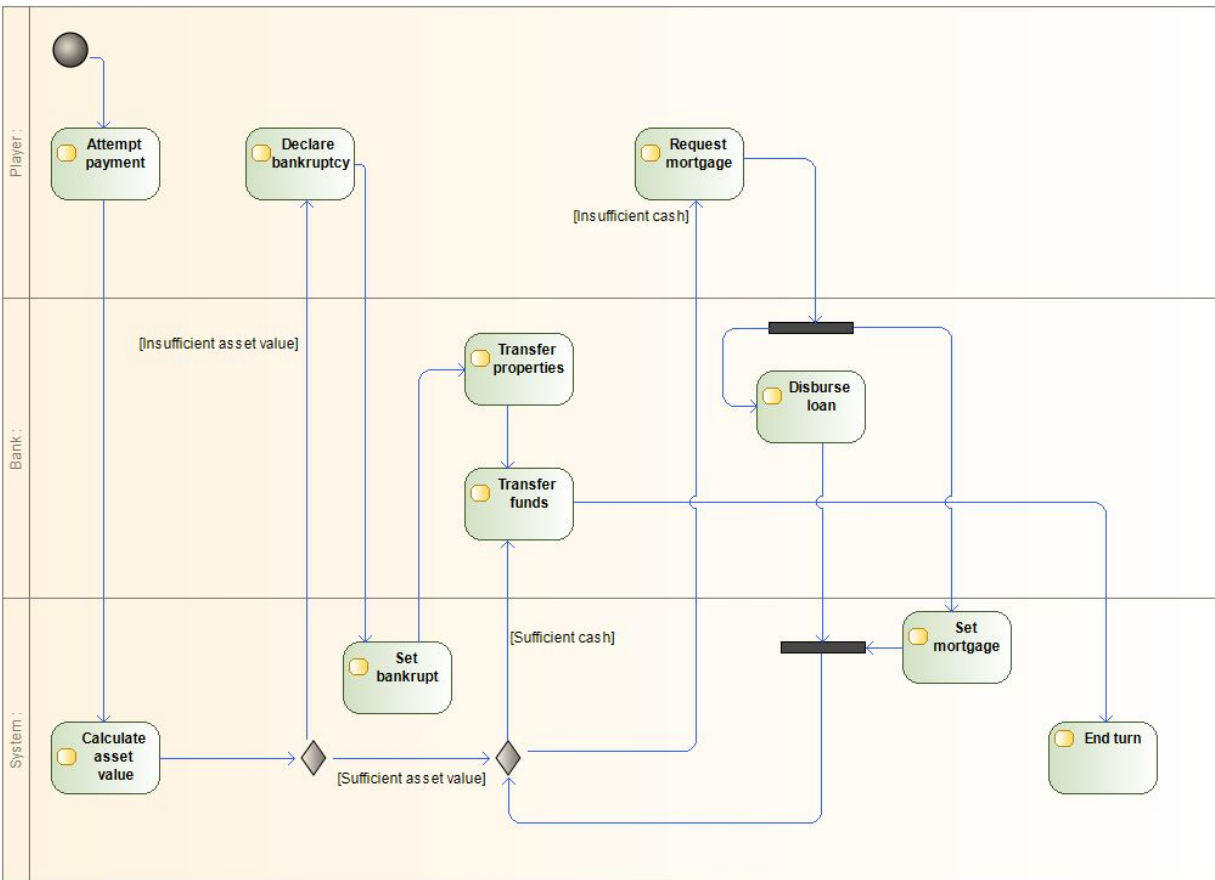 Player :
Attempt
payment
Declare
bankruptcy
Request
mortgage
[Insufficient cash]
Bank :
[Insufficient asset value]
Transfer
properties
Disburse
loan
Transfer
funds
System :
[Sufficient cash]
Set
mortgage
Set
bankrupt
Calculate
asset
value
End turn
[Sufficient asset value]